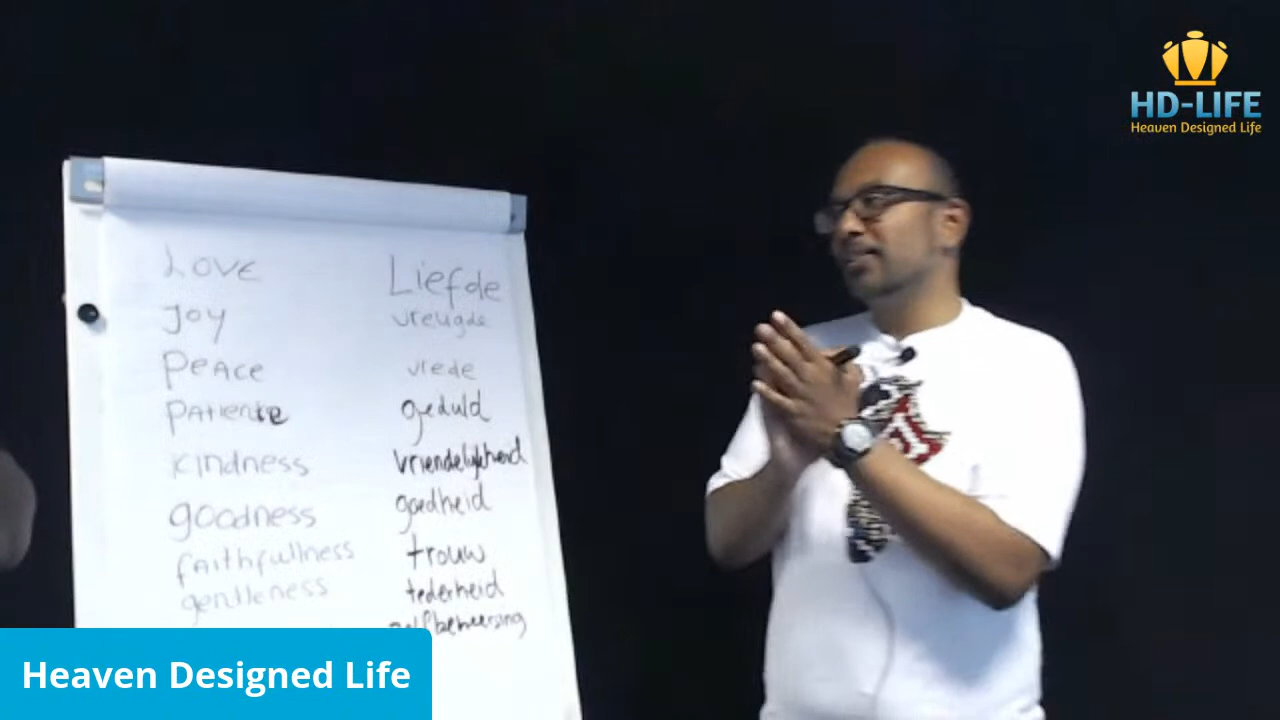 HD-LIFE
Heaven Designed Life
Love Liefde
Joy vreugde
Peace vrede
Patience geduld
kindness vriendelijkheid
goodness goedheid
faithfullness trouw
gentleness tederheid
Heaven Designed Life